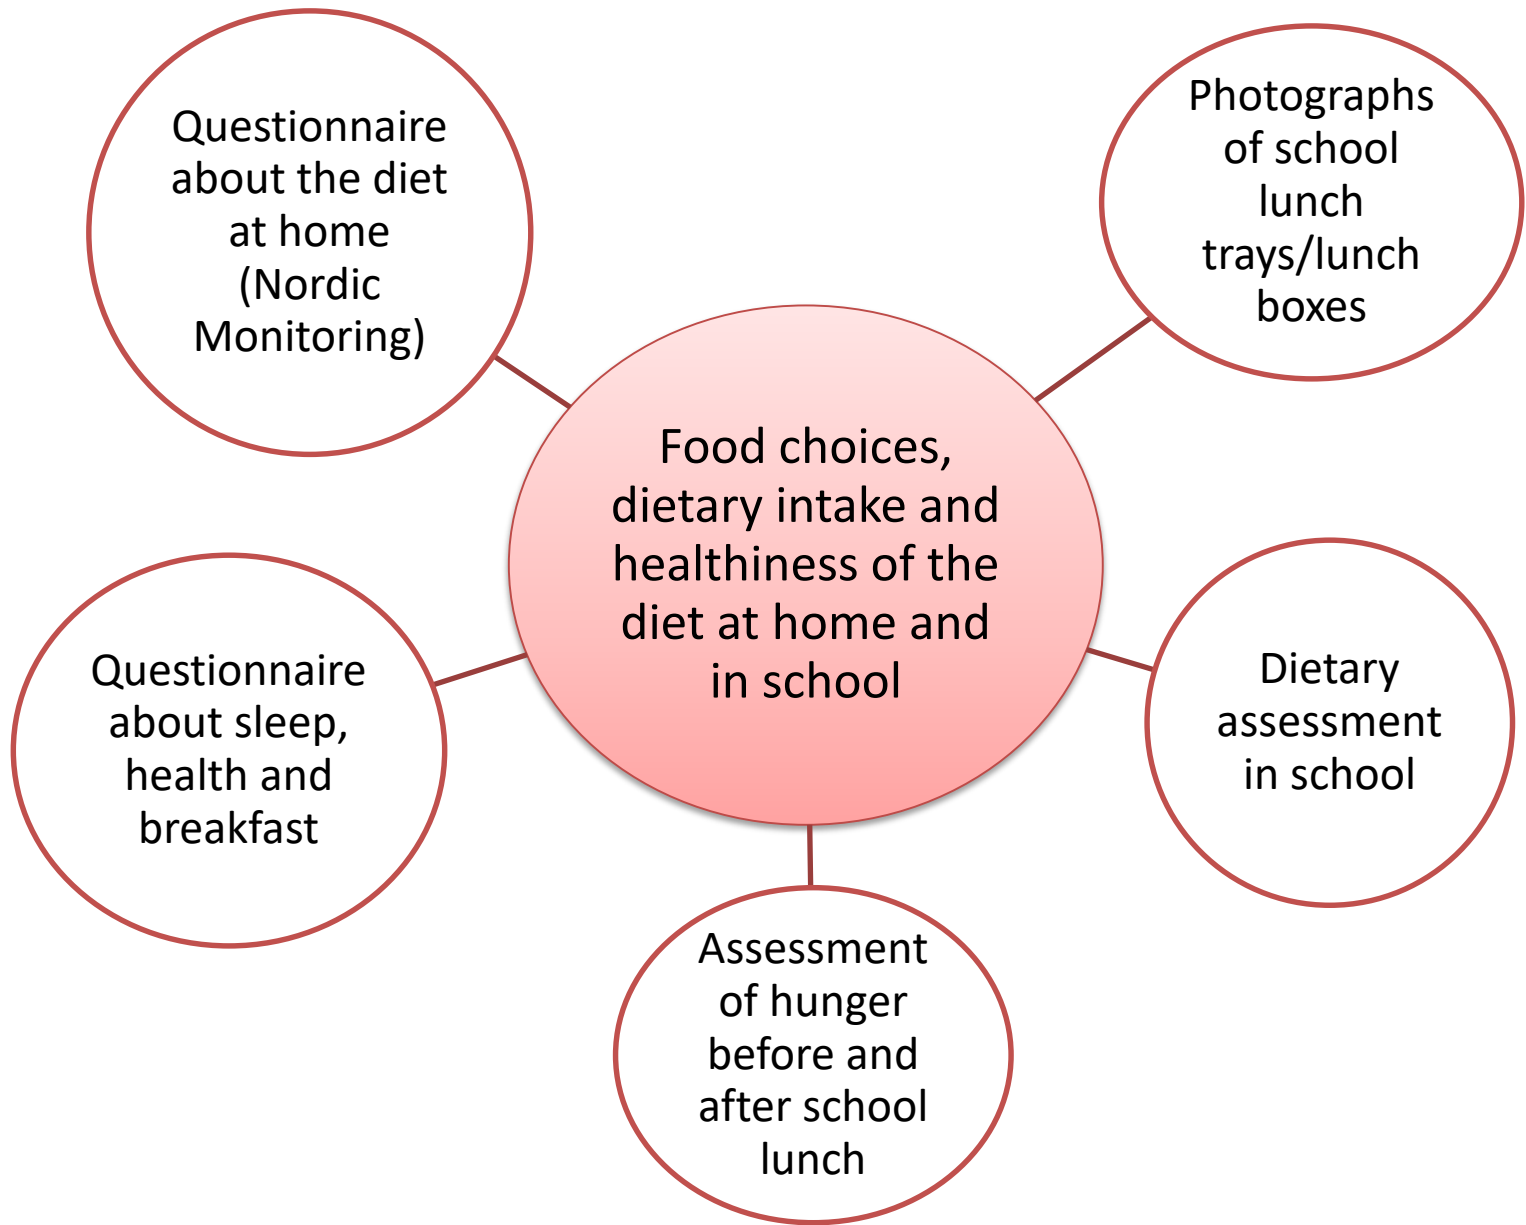 Questionnaire
about the diet
at home
(Nordic
Monitoring)
Photographs
of school
lunch
trays/lunch
boxes
Food choices,
dietary intake and
healthiness of the
diet at home and
in school
Questionnaire
about sleep,
health and
breakfast
Dietary
assessment
in school
Assessment
of hunger
before and
after school
lunch